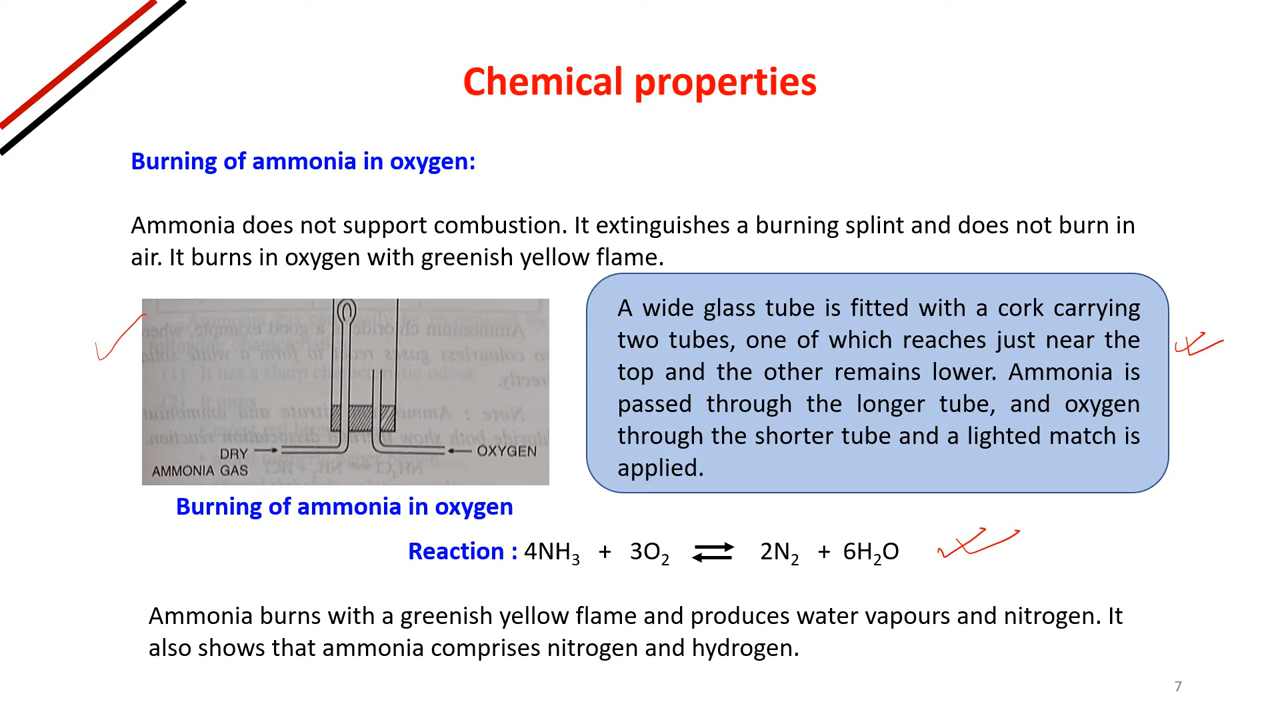 Chemical properties
Burning of ammonia in oxygen:
Ammonia does not support combustion. It extinguishes a burning splint and does not burn in
air. It burns in oxygen with greenish yellow flame.
A wide glass tube is fitted with a cork carrying
two tubes, one of which reaches just near the
top and the other remains lower. Ammonia is
passed through the longer tube, and oxygen
through the shorter tube and a lighted match is
applied.
DRY
AMMONIA GAS
OXYGEN
Burning of ammonia in oxygen
Reaction : 4NH₃ + 3O₂ ⇌ 2N₂ + 6H₂O
Ammonia burns with a greenish yellow flame and produces water vapours and nitrogen. It
also shows that ammonia comprises nitrogen and hydrogen.
7